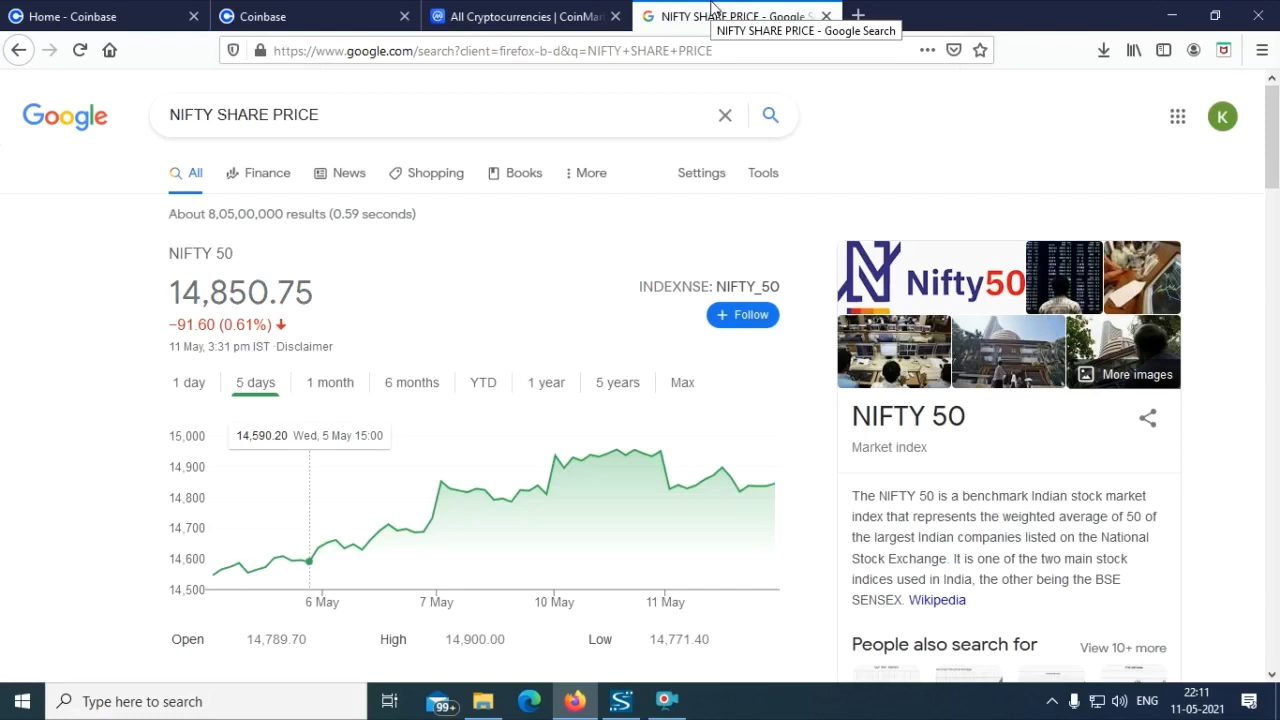 Home - Coinbase
Coinbase
All Cryptocurrencies | CoinMar
NIFTY SHARE PRICE - Google S
NIFTY SHARE PRICE - Google Search
https://www.google.com/search?client=firefox-b-d&q=NIFTY+SHARE+PRICE
Google
NIFTY SHARE PRICE
K
All
Finance
News
Shopping
Books
More
Settings
Tools
About 8,05,00,000 results (0.59 seconds)
NIFTY 50
14,850.75
INDEXNSE: NIFTY_50
−91.60 (0.61%)
+ Follow
11 May, 3:31 pm IST · Disclaimer
1 day
5 days
1 month
6 months
YTD
1 year
5 years
Max
14,590.20 Wed, 5 May 15:00
15,000
14,900
14,800
14,700
14,600
14,500
6 May
7 May
10 May
11 May
Open 14,789.70
High 14,900.00
Low 14,771.40
Nifty50
More images
NIFTY 50
Market index
The NIFTY 50 is a benchmark Indian stock market
index that represents the weighted average of 50 of
the largest Indian companies listed on the National
Stock Exchange. It is one of the two main stock
indices used in India, the other being the BSE
SENSEX. Wikipedia
People also search for
View 10+ more
Type here to search
99+
ENG
22:11
11-05-2021